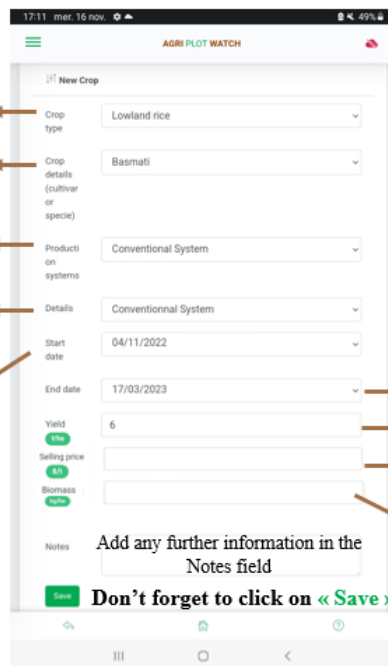 17:11 mer. 16 nov.
49%
AGRI PLOT WATCH
New Crop
Crop
type
Lowland rice
Crop
details
(cultivar
or
specie)
Basmati
Producti
on
systems
Conventional System
Details
Conventionnal System
Start
date
04/11/2022
End date
17/03/2023
Yield
t/ha
6
Selling price
$/t
Biomass
kg/ha
Notes
Add any further information in the
Notes field
Save
Don't forget to click on « Save »